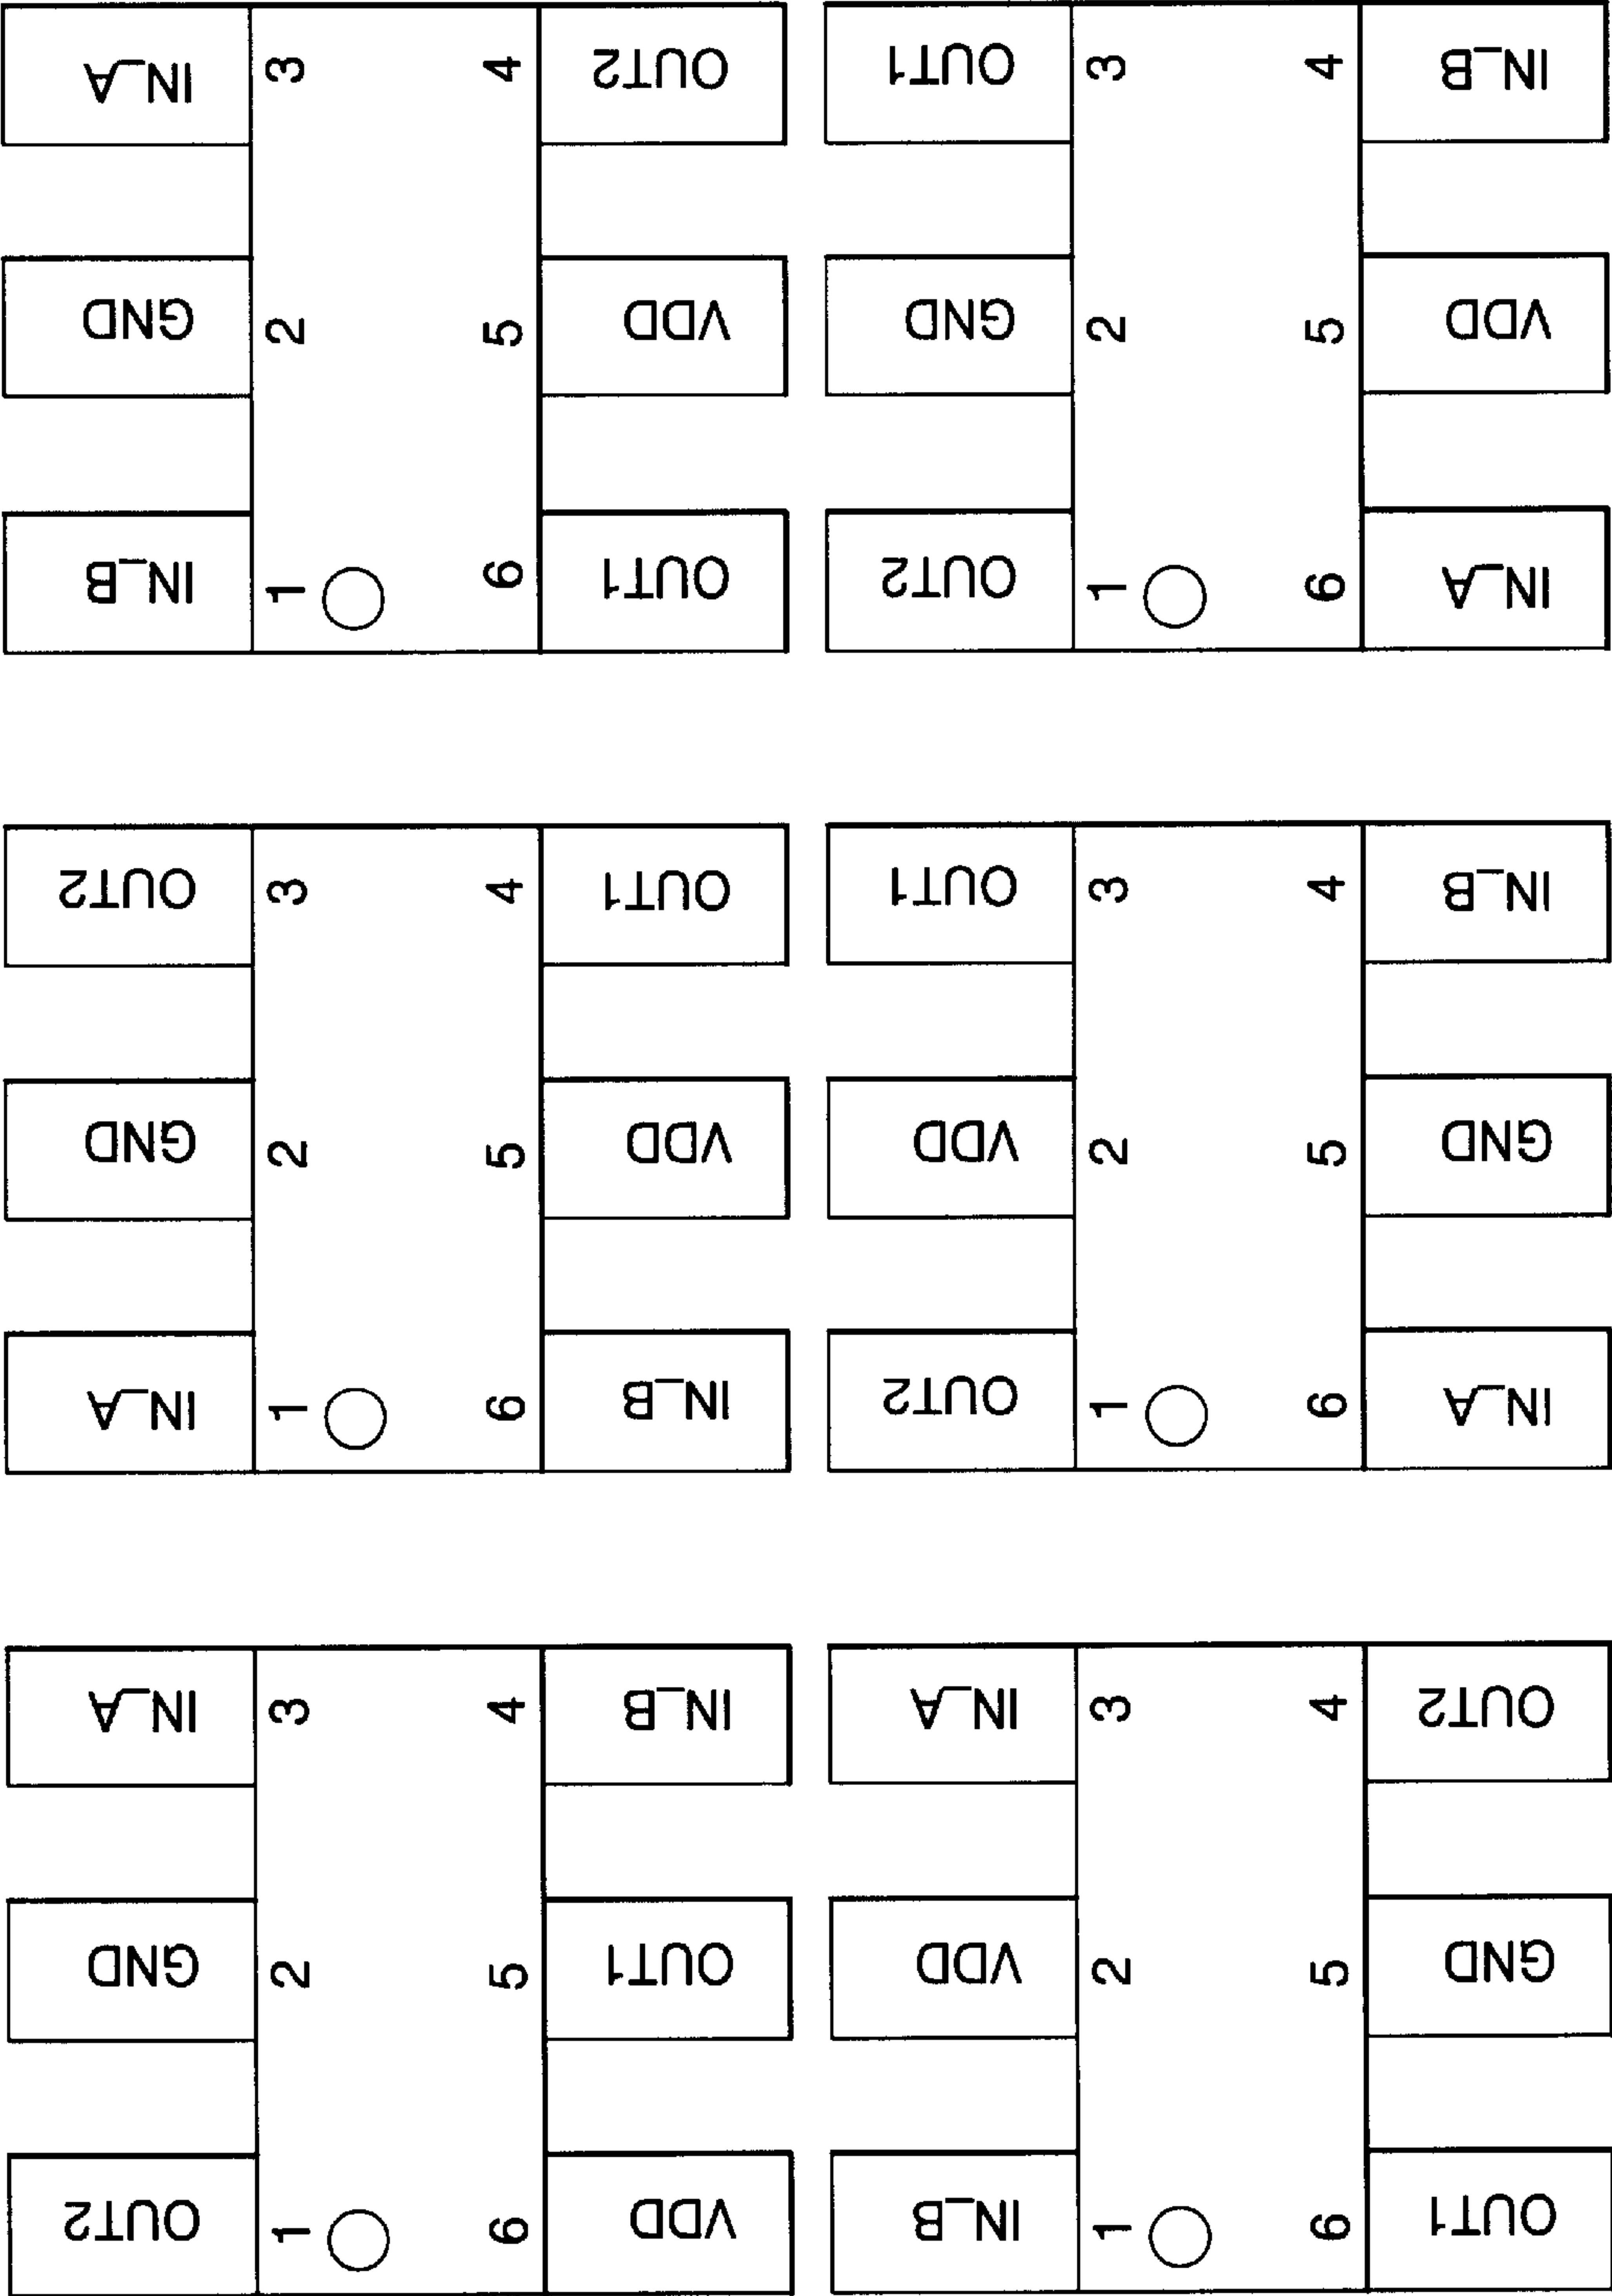 IN_A 3 4 OUT2
GND 2 5 VDD
IN_B 1 6 OUT1
OUT1 3 4 IN_B
GND 2 5 VDD
OUT2 1 6 IN_A
OUT2 3 4 OUT1
GND 2 5 VDD
IN_A 1 6 IN_B
OUT1 3 4 IN_B
VDD 2 5 GND
OUT2 1 6 IN_A
IN_A 3 4 IN_B
GND 2 5 OUT1
OUT2 1 6 VDD
IN_A 3 4 OUT2
VDD 2 5 GND
IN_B 1 6 OUT1